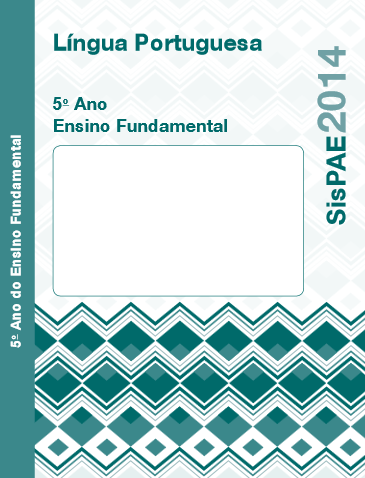 Língua Portuguesa
5º Ano
Ensino Fundamental
SisPAE2014
5º Ano do Ensino Fundamental